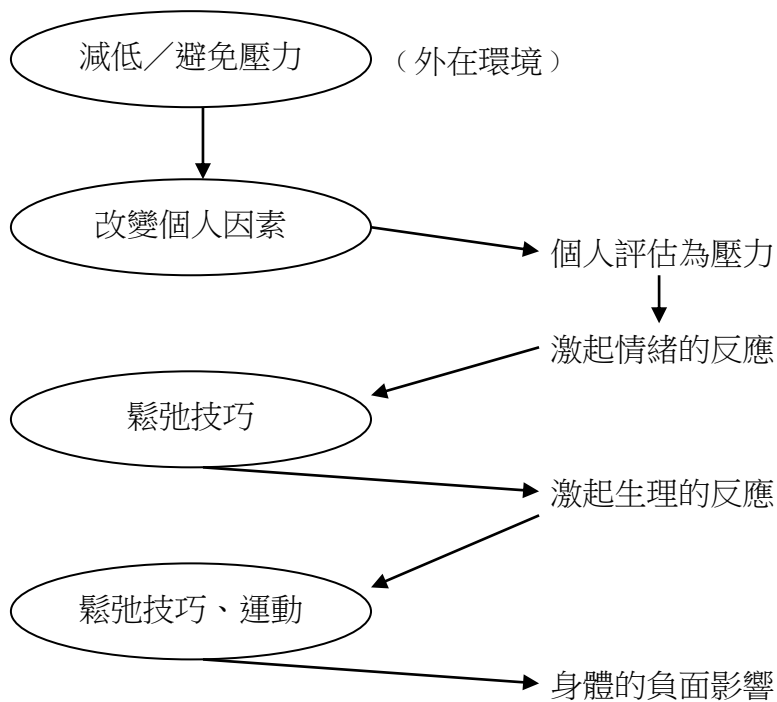 減低／避免壓力 （外在環境）
改變個人因素
個人評估為壓力
激起情緒的反應
鬆弛技巧
激起生理的反應
鬆弛技巧、運動
身體的負面影響